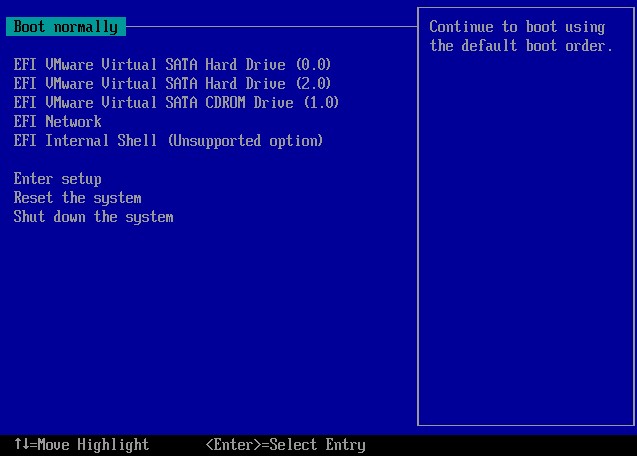 Boot normally
EFI VMware Virtual SATA Hard Drive (0.0)
EFI VMware Virtual SATA Hard Drive (2.0)
EFI VMware Virtual SATA CDROM Drive (1.0)
EFI Network
EFI Internal Shell (Unsupported option)
Enter setup
Reset the system
Shut down the system
Continue to boot using
the default boot order.
↑↓=Move Highlight <Enter>=Select Entry